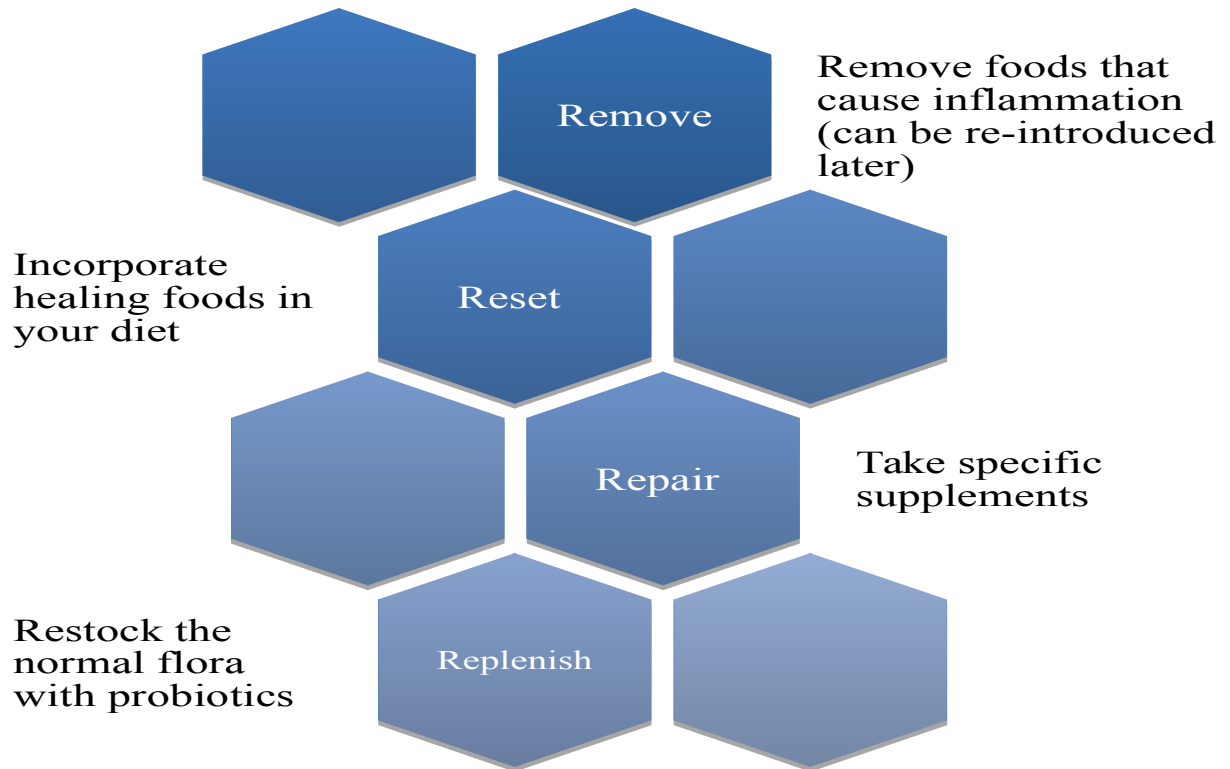 Remove
Remove foods that
cause inflammation
(can be re-introduced
later)
Incorporate
healing foods in
your diet
Reset
Repair
Take specific
supplements
Restock the
normal flora
with probiotics
Replenish